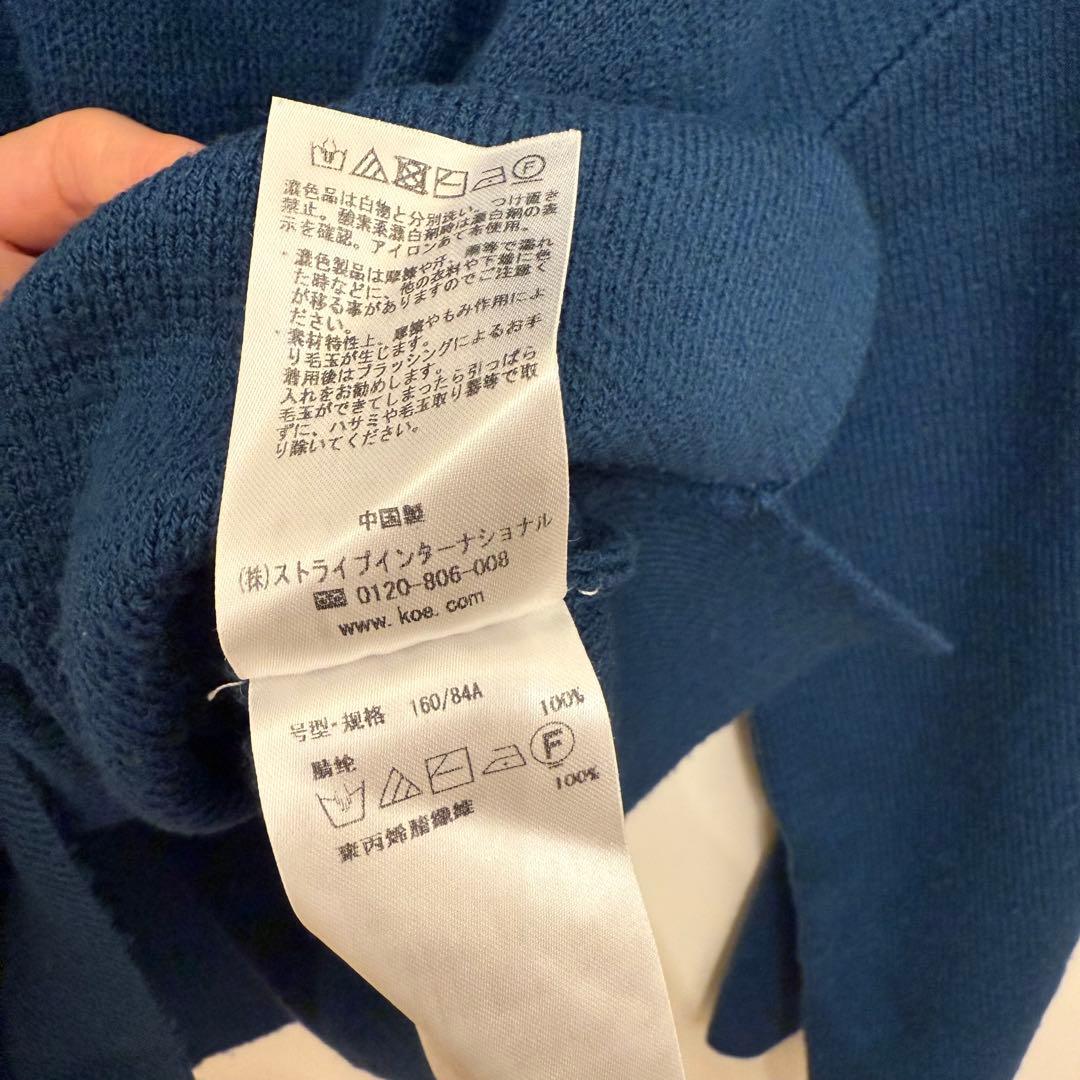 濃色品は白物と分別洗い。つけ置き
禁止。酸素系漂白剤時は漂白剤の表
示を確認。アイロンあて布使用。
・濃色製品は摩擦や汗、雨等で濡れ
た時などに、他の衣料や下着に色
が移る事がありますのでご注意く
ださい。
・素材特性上、摩擦やもみ作用によ
り毛玉が生じます。
着用後はブラッシングによるお手
入れをお勧めします。
毛玉ができてしまったら引っぱら
ずに、ハサミや毛玉取り器等で取
り除いてください。
中国製
(株)ストライプインターナショナル
0120-806-008
www.koe.com
号型・规格 160/84A
腈纶 100%
F
聚丙烯腈纖維 100%